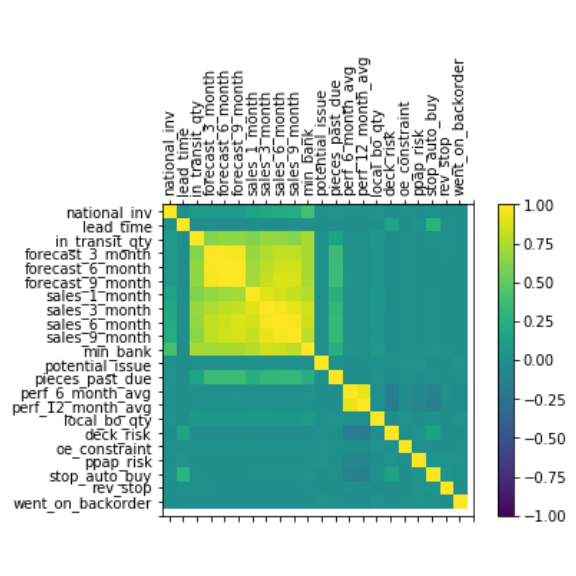 national_inv
lead_time
in_transit_qty
forecast_3_month
forecast_6_month
forecast_9_month
sales_1_month
sales_3_month
sales_6_month
sales_9_month
min_bank
potential_issue
pieces_past_due
perf_6_month_avg
perf_12_month_avg
local_bo_qty
deck_risk
oe_constraint
ppap_risk
stop_auto_buy
rev_stop
went_on_backorder
national_inv
lead_time
in_transit_qty
forecast_3_month
forecast_6_month
forecast_9_month
sales_1_month
sales_3_month
sales_6_month
sales_9_month
min_bank
potential_issue
pieces_past_due
perf_6_month_avg
perf_12_month_avg
local_bo_qty
deck_risk
oe_constraint
ppap_risk
stop_auto_buy
rev_stop
went_on_backorder
1.00
0.75
0.50
0.25
0.00
−0.25
−0.50
−0.75
−1.00